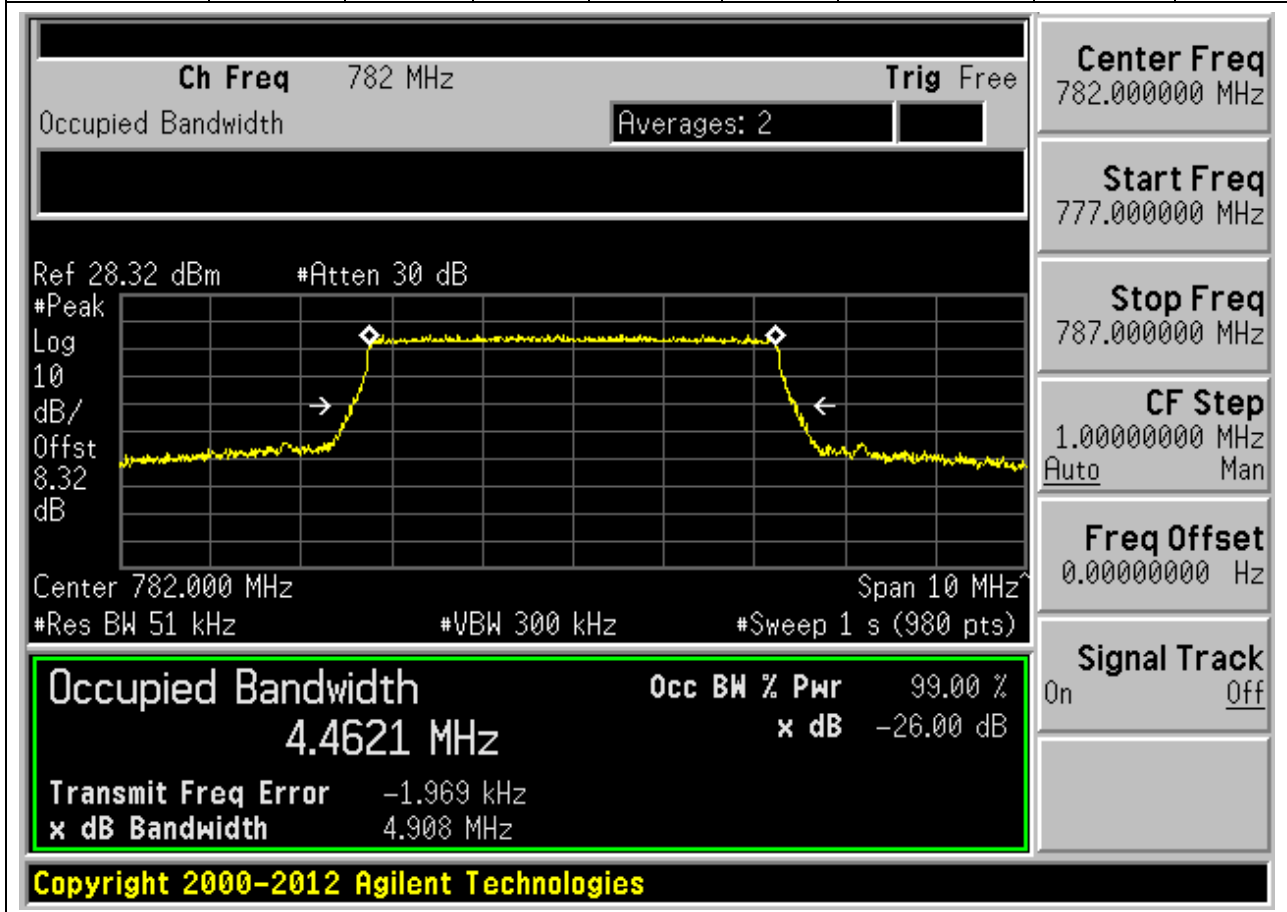 Ch Freq 782 MHz Trig Free
Occupied Bandwidth Averages: 2
Ref 28.32 dBm #Atten 30 dB
#Peak
Log
10
dB/
Offst
8.32
dB
Center 782.000 MHz Span 10 MHz^
#Res BW 51 kHz #VBW 300 kHz #Sweep 1 s (980 pts)
Occupied Bandwidth Occ BW % Pwr 99.00 %
4.4621 MHz x dB -26.00 dB
Transmit Freq Error -1.969 kHz
x dB Bandwidth 4.908 MHz
Copyright 2000-2012 Agilent Technologies
Center Freq
782.000000 MHz
Start Freq
777.000000 MHz
Stop Freq
787.000000 MHz
CF Step
1.00000000 MHz
Auto Man
Freq Offset
0.00000000 Hz
Signal Track
On Off